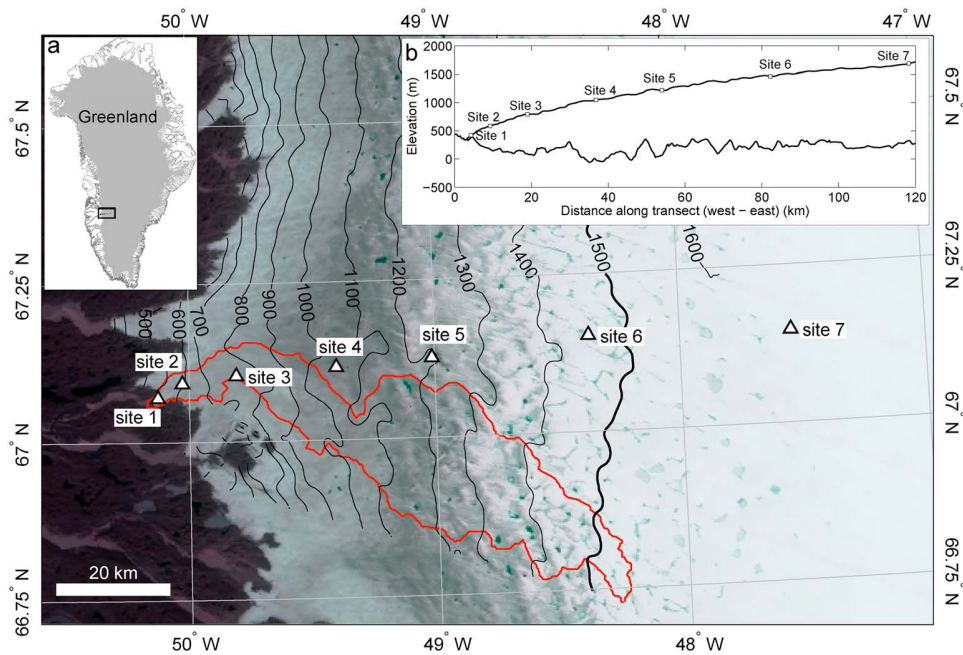 50° W
49° W
48° W
47° W
a
Greenland
b
2000
1500
1000
500
0
−500
Elevation (m)
Site 1
Site 2
Site 3
Site 4
Site 5
Site 6
Site 7
0
20
40
60
80
100
120
Distance along transect (west − east) (km)
67.5° N
67.25° N
67° N
66.75° N
67.5° N
67.25° N
67° N
66.75° N
500
600
700
800
900
1000
1100
1200
1300
1400
1500
1600
site 1
site 2
site 3
site 4
site 5
site 6
site 7
20 km
50° W
49° W
48° W